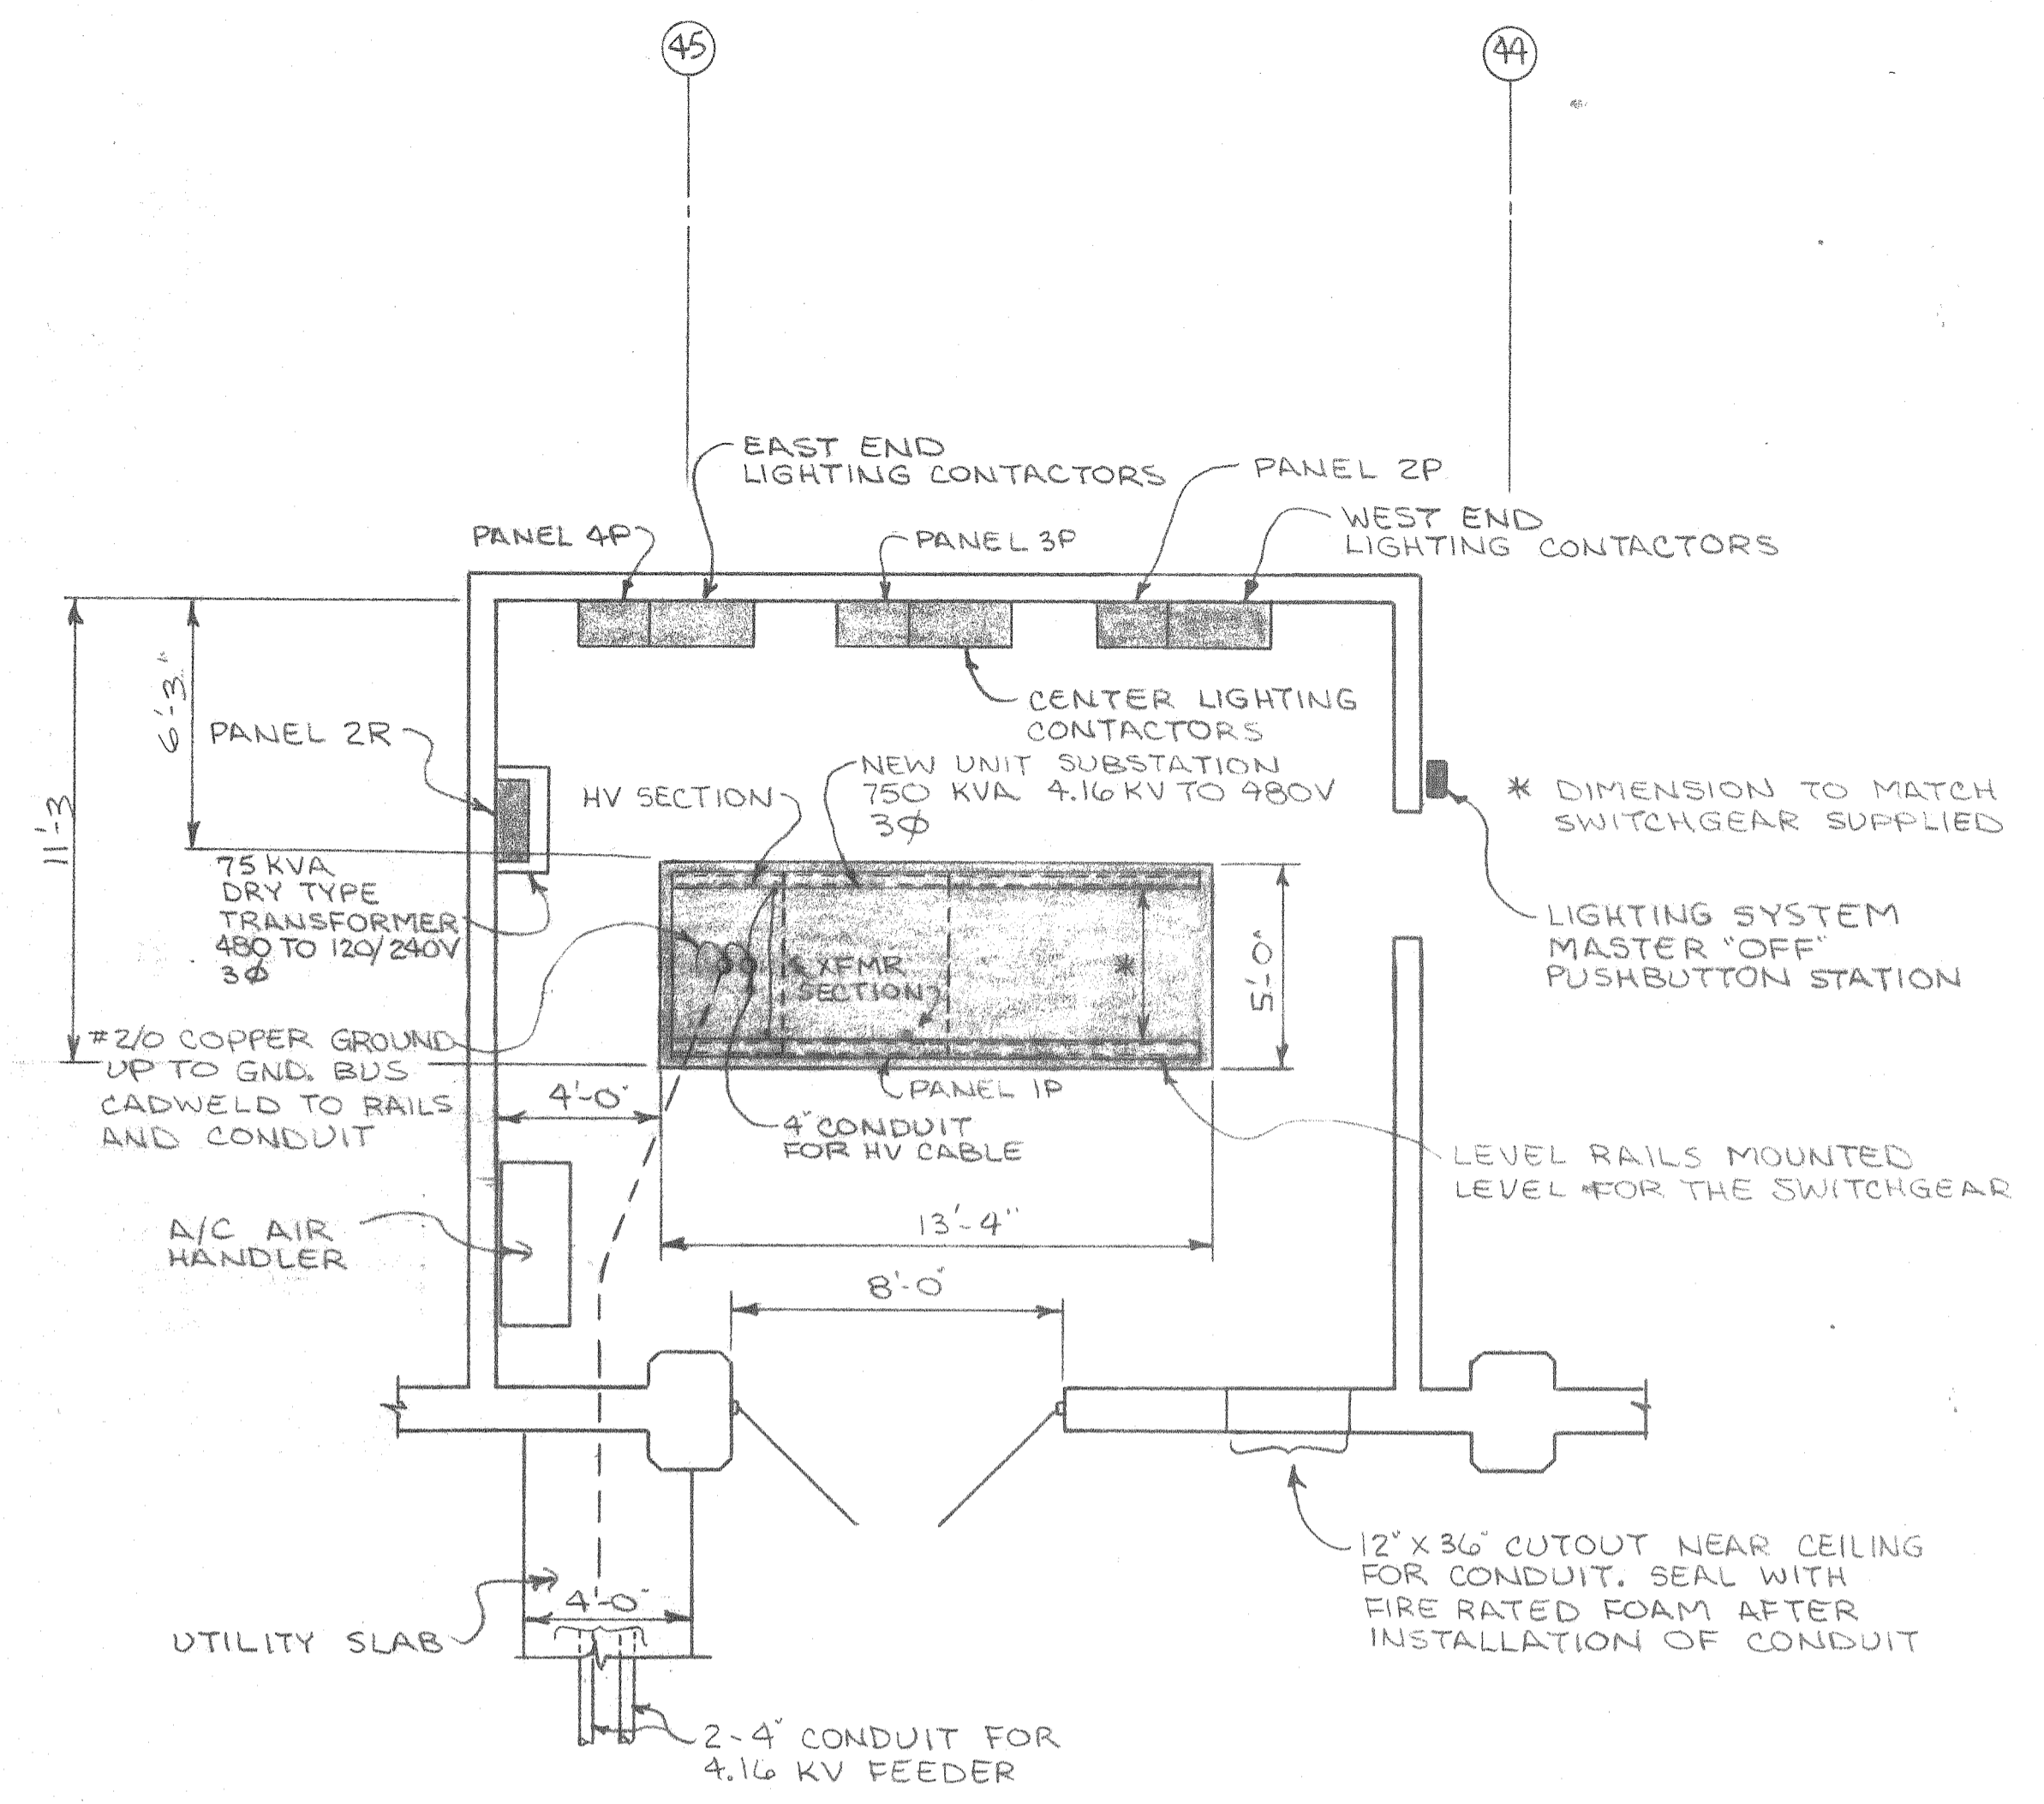 45
44
EAST END
LIGHTING CONTACTORS
PANEL 2P
WEST END
LIGHTING CONTACTORS
PANEL 4P
PANEL 3P
CENTER LIGHTING
CONTACTORS
6'-3"
11'-3
PANEL 2R
HV SECTION
NEW UNIT SUBSTATION
750 KVA 4.16 KV TO 480V
3Ø
* DIMENSION TO MATCH
SWITCHGEAR SUPPLIED
75 KVA
DRY TYPE
TRANSFORMER
480 TO 120/240V
3Ø
LIGHTING SYSTEM
MASTER "OFF"
PUSHBUTTON STATION
XFMR
SECTION
*
5'-0"
#2/0 COPPER GROUND
UP TO GND. BUS
CADWELD TO RAILS
AND CONDUIT
4'-0"
PANEL 1P
4" CONDUIT
FOR HV CABLE
LEVEL RAILS MOUNTED
LEVEL FOR THE SWITCHGEAR
A/C AIR
HANDLER
13'-4"
8'-0"
12" X 36" CUTOUT NEAR CEILING
FOR CONDUIT. SEAL WITH
FIRE RATED FOAM AFTER
INSTALLATION OF CONDUIT
4'-0"
UTILITY SLAB
2-4" CONDUIT FOR
4.16 KV FEEDER